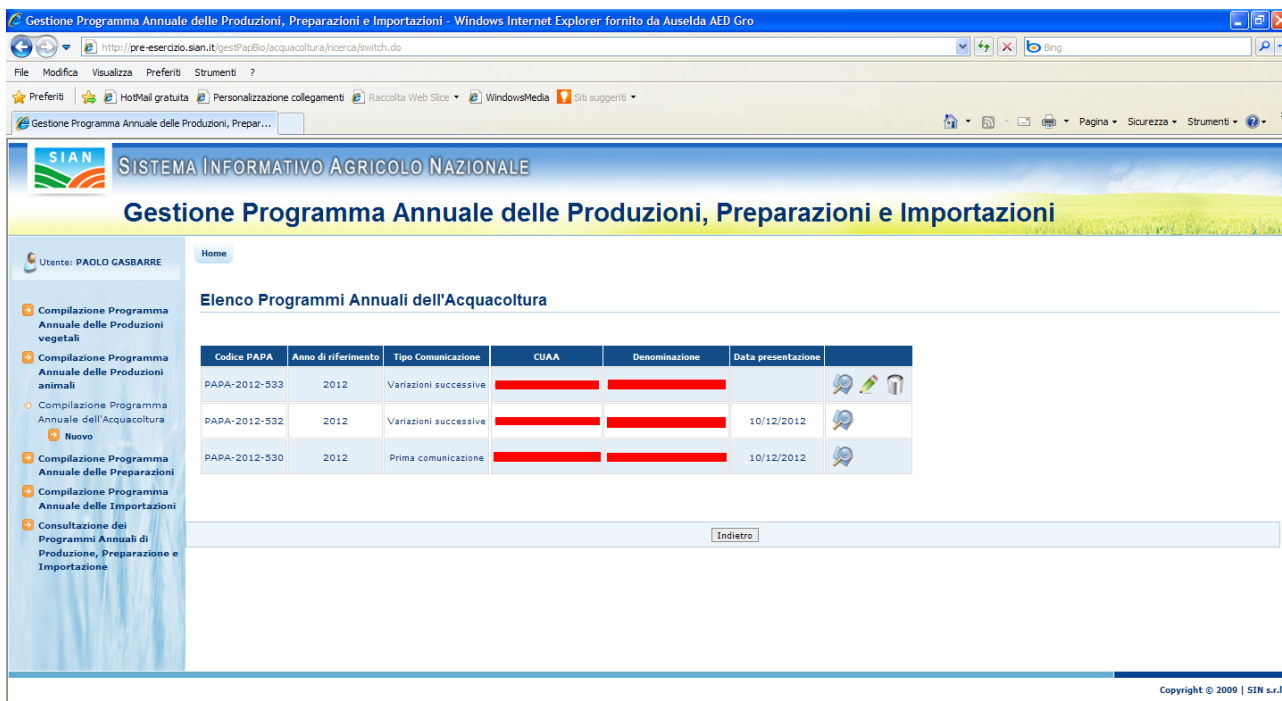 Gestione Programma Annuale delle Produzioni, Preparazioni e Importazioni - Windows Internet Explorer fornito da Auselda AED Gro
http://pre-esercizio.sian.it/gestPapBio/acquacoltura/ricerca/switch.do
Bing
File Modifica Visualizza Preferiti Strumenti ?
Preferiti HotMail gratuita Personalizzazione collegamenti Raccolta Web Slice WindowsMedia Siti suggeriti
Gestione Programma Annuale delle Produzioni, Prepar...
Pagina Sicurezza Strumenti
SIAN
SISTEMA INFORMATIVO AGRICOLO NAZIONALE
Gestione Programma Annuale delle Produzioni, Preparazioni e Importazioni
Utente: PAOLO GASBARRE
Home
Compilazione Programma
Annuale delle Produzioni
vegetali
Compilazione Programma
Annuale delle Produzioni
animali
Compilazione Programma
Annuale dell'Acquacoltura
Nuovo
Compilazione Programma
Annuale delle Preparazioni
Compilazione Programma
Annuale delle Importazioni
Consultazione dei
Programmi Annuali di
Produzione, Preparazione e
Importazione
Elenco Programmi Annuali dell'Acquacoltura
Codice PAPA Anno di riferimento Tipo Comunicazione CUAA Denominazione Data presentazione
PAPA-2012-533 2012 Variazioni successive
PAPA-2012-532 2012 Variazioni successive 10/12/2012
PAPA-2012-530 2012 Prima comunicazione 10/12/2012
Indietro
Copyright © 2009 | SIN s.r.l